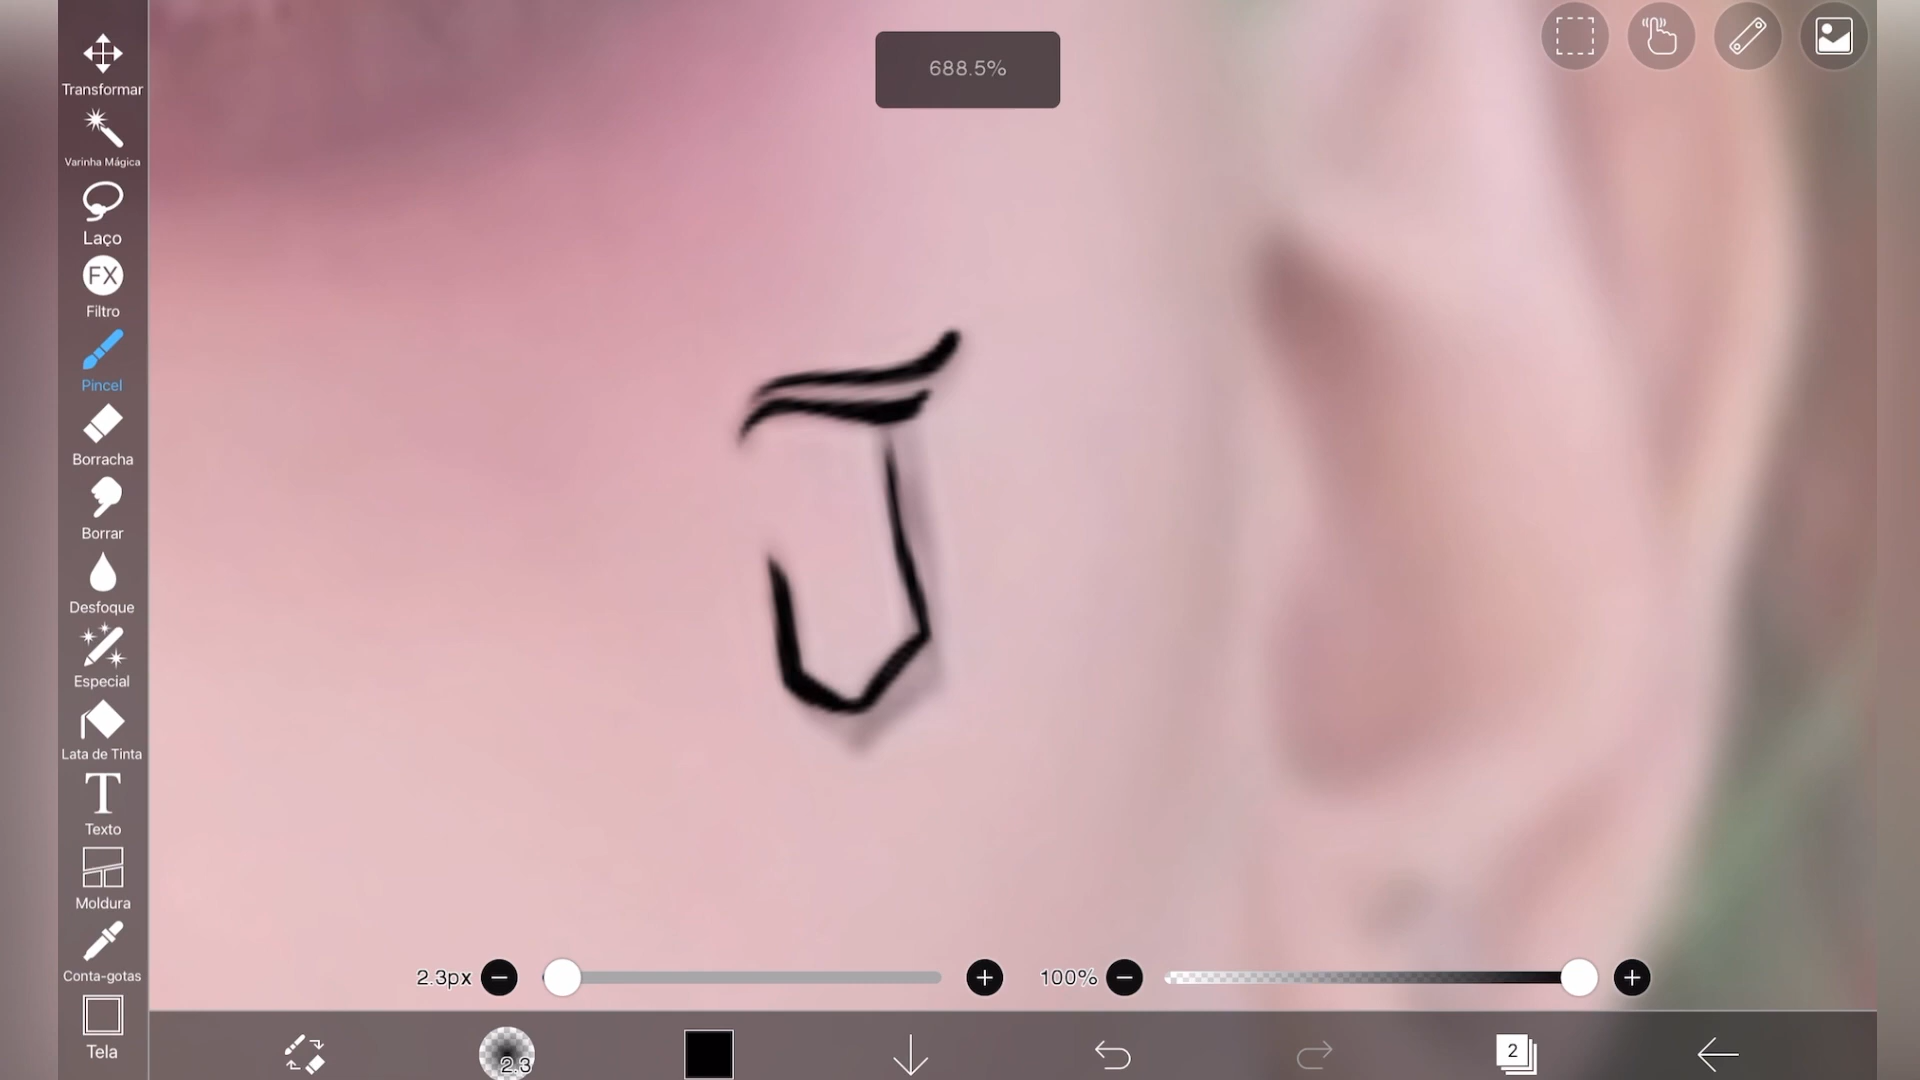 688.5%
Transformar
Varinha Mágica
Laço
FX
Filtro
Pincel
Borracha
Borrar
Desfoque
Especial
Lata de Tinta
T
Texto
Moldura
Conta-gotas
Tela
J
2.3px
100%
2.3
2